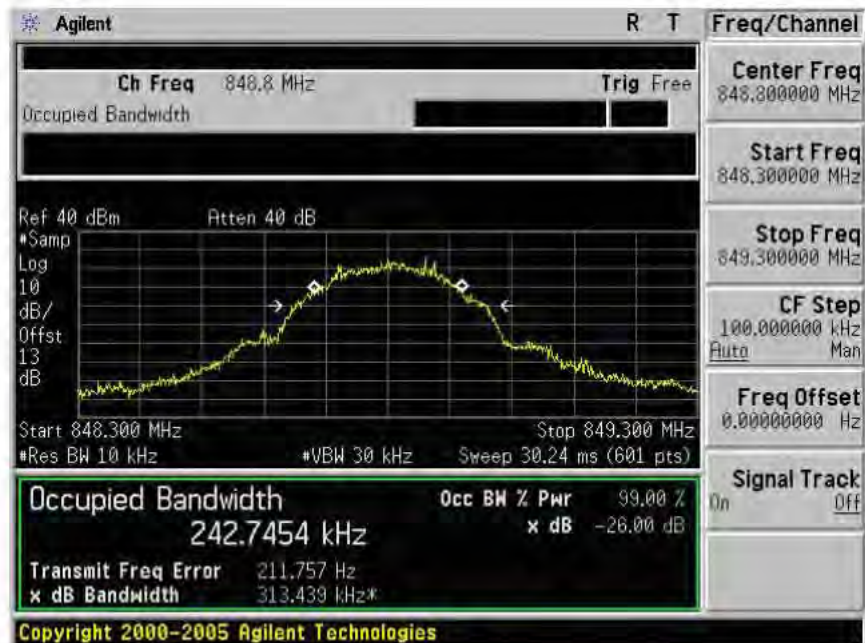 Agilent R T
Ch Freq 848.8 MHz Trig Free
Occupied Bandwidth
Ref 40 dBm Atten 40 dB
#Samp
Log
10
dB/
Offst
13
dB
Start 848.300 MHz Stop 849.300 MHz
#Res BW 10 kHz #VBW 30 kHz Sweep 30.24 ms (601 pts)
Occupied Bandwidth
242.7454 kHz
Occ BW % Pwr 99.00 %
x dB -26.00 dB
Transmit Freq Error 211.757 Hz
x dB Bandwidth 313.439 kHz*
Copyright 2000-2005 Agilent Technologies
Freq/Channel
Center Freq
848.800000 MHz
Start Freq
848.300000 MHz
Stop Freq
849.300000 MHz
CF Step
100.000000 kHz
Auto Man
Freq Offset
0.00000000 Hz
Signal Track
On Off